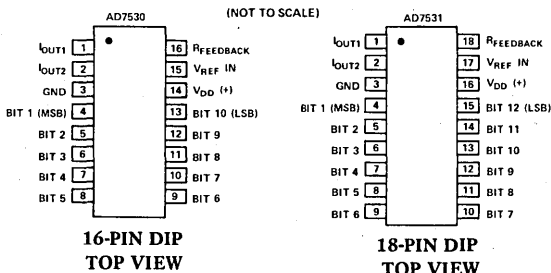 (NOT TO SCALE)
AD7530
IOUT1 1
IOUT2 2
GND 3
BIT 1 (MSB) 4
BIT 2 5
BIT 3 6
BIT 4 7
BIT 5 8
16 RFEEDBACK
15 VREF IN
14 VDD (+)
13 BIT 10 (LSB)
12 BIT 9
11 BIT 8
10 BIT 7
9 BIT 6
16-PIN DIP
TOP VIEW
AD7531
IOUT1 1
IOUT2 2
GND 3
BIT 1 (MSB) 4
BIT 2 5
BIT 3 6
BIT 4 7
BIT 5 8
BIT 6 9
18 RFEEDBACK
17 VREF IN
16 VDD (+)
15 BIT 12 (LSB)
14 BIT 11
13 BIT 10
12 BIT 9
11 BIT 8
10 BIT 7
18-PIN DIP
TOP VIEW